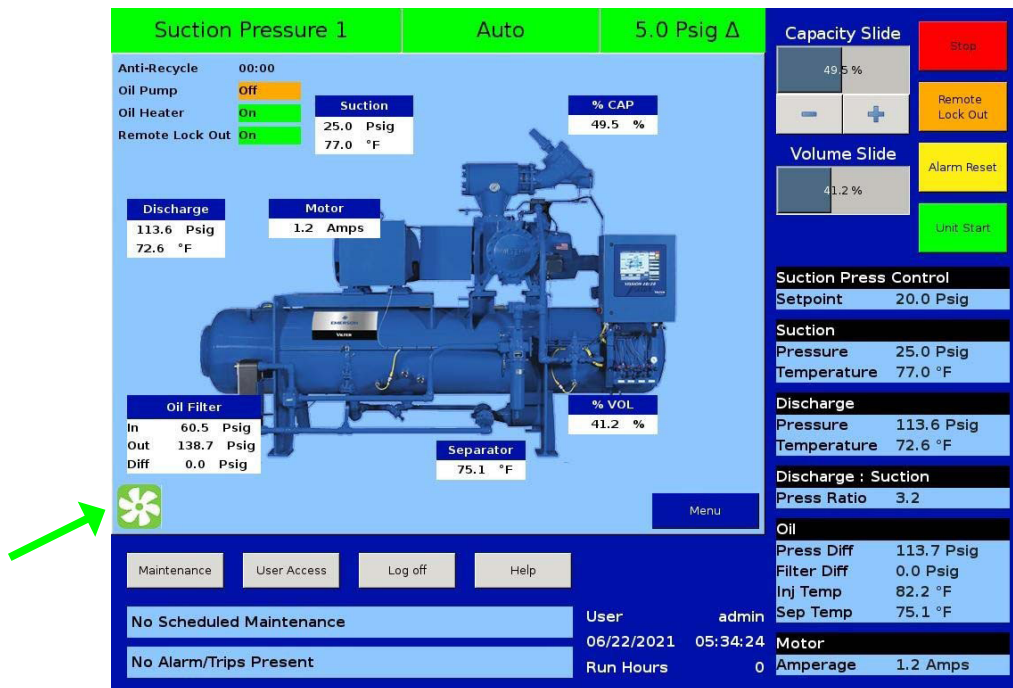 Suction Pressure 1 Auto 5.0 Psig Δ
Anti-Recycle 00:00
Oil Pump Off
Oil Heater On
Remote Lock Out On
Suction
25.0 Psig
77.0 °F
% CAP
49.5 %
Discharge
113.6 Psig
72.6 °F
Motor
1.2 Amps
EMERSON
Oil Filter
In 60.5 Psig
Out 138.7 Psig
Diff 0.0 Psig
% VOL
41.2 %
Separator
75.1 °F
Menu
Maintenance User Access Log off Help
No Scheduled Maintenance
No Alarm/Trips Present
User admin
06/22/2021 05:34:24
Run Hours 0
Capacity Slide
49.5 %
Volume Slide
41.2 %
Stop
Remote
Lock Out
Alarm Reset
Unit Start
Suction Press Control
Setpoint 20.0 Psig
Suction
Pressure 25.0 Psig
Temperature 77.0 °F
Discharge
Pressure 113.6 Psig
Temperature 72.6 °F
Discharge : Suction
Press Ratio 3.2
Oil
Press Diff 113.7 Psig
Filter Diff 0.0 Psig
Inj Temp 82.2 °F
Sep Temp 75.1 °F
Motor
Amperage 1.2 Amps